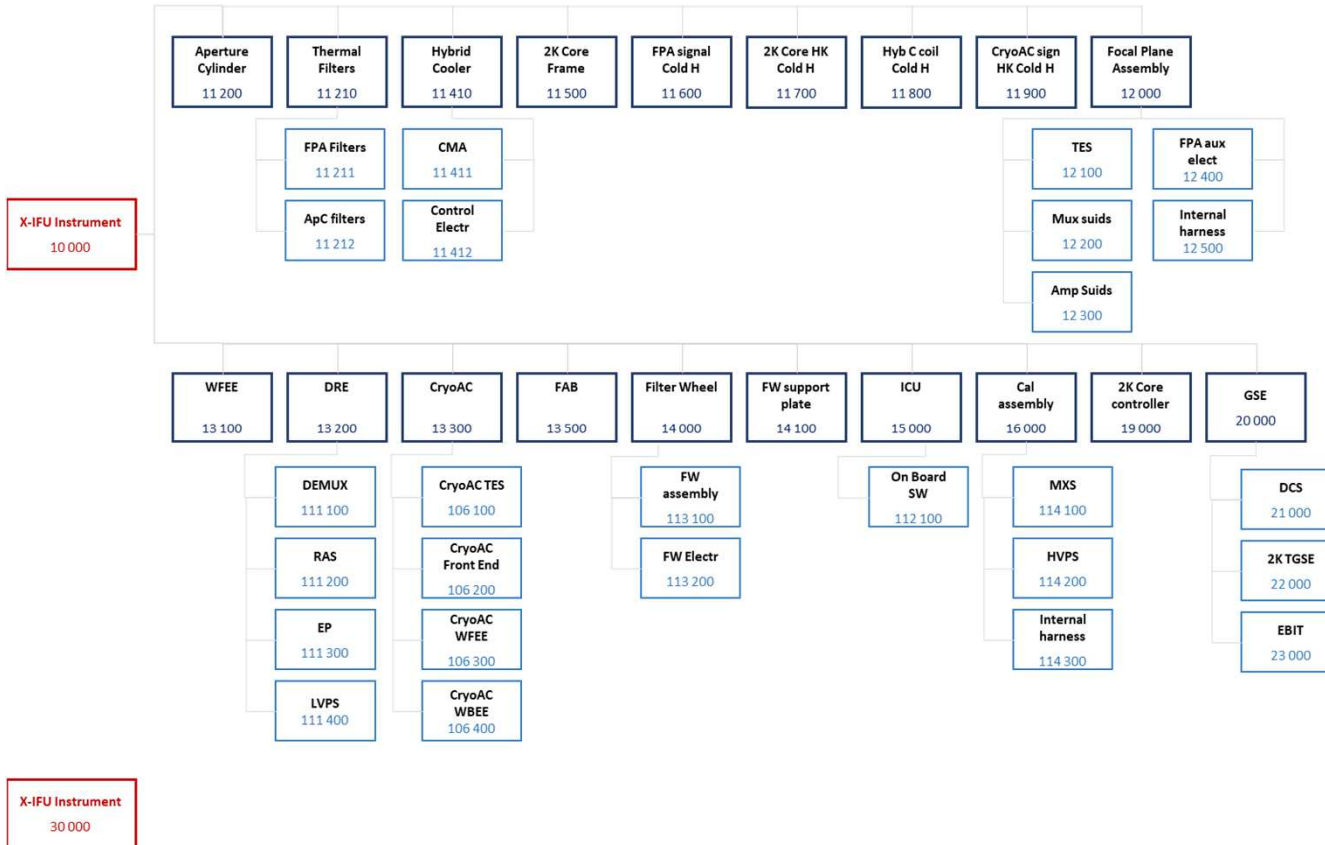 Aperture
Cylinder
11 200
Thermal
Filters
11 210
Hybrid
Cooler
11 410
2K Core
Frame
11 500
FPA signal
Cold H
11 600
2K Core HK
Cold H
11 700
Hyb C coil
Cold H
11 800
CryoAC sign
HK Cold H
11 900
Focal Plane
Assembly
12 000
FPA Filters
11 211
CMA
11 411
TES
12 100
FPA aux
elect
12 400
X-IFU Instrument
10 000
ApC filters
11 212
Control
Electr
11 412
Mux suids
12 200
Internal
harness
12 500
Amp Suids
12 300
WFEE
13 100
DRE
13 200
CryoAC
13 300
FAB
13 500
Filter Wheel
14 000
FW support
plate
14 100
ICU
15 000
Cal
assembly
16 000
2K Core
controller
19 000
GSE
20 000
DEMUX
111 100
CryoAC TES
106 100
FW
assembly
113 100
On Board
SW
112 100
MXS
114 100
DCS
21 000
RAS
111 200
CryoAC
Front End
106 200
FW Electr
113 200
HVPS
114 200
2K TGSE
22 000
EP
111 300
CryoAC
WFEE
106 300
Internal
harness
114 300
EBIT
23 000
LVPS
111 400
CryoAC
WBEE
106 400
X-IFU Instrument
30 000